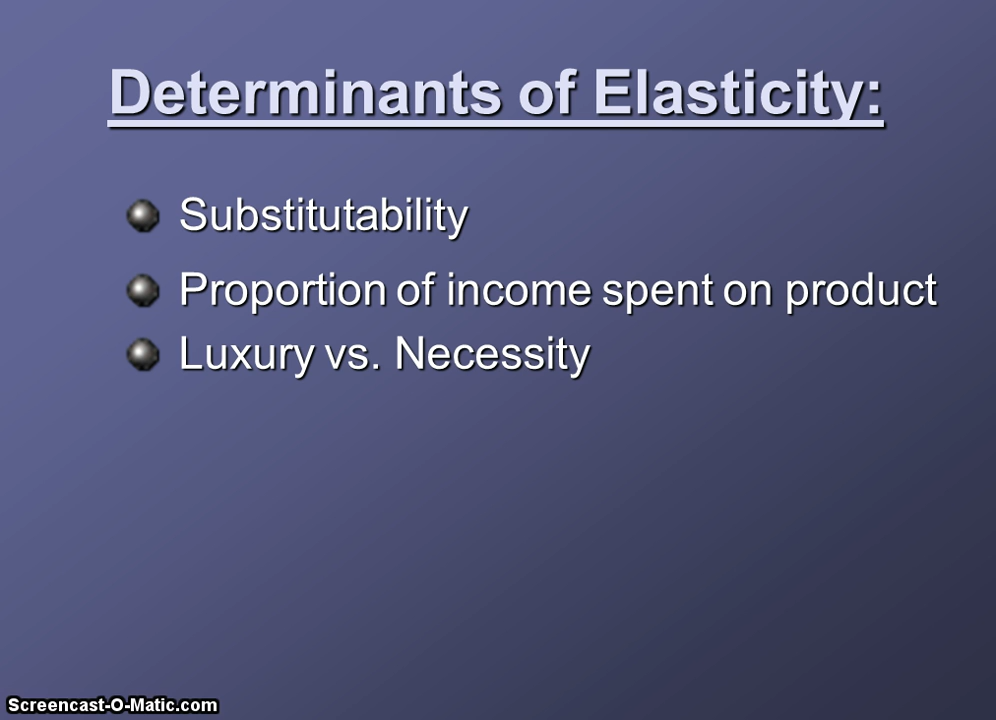 Determinants of Elasticity:
Substitutability
Proportion of income spent on product
Luxury vs. Necessity
Screencast-O-Matic.com